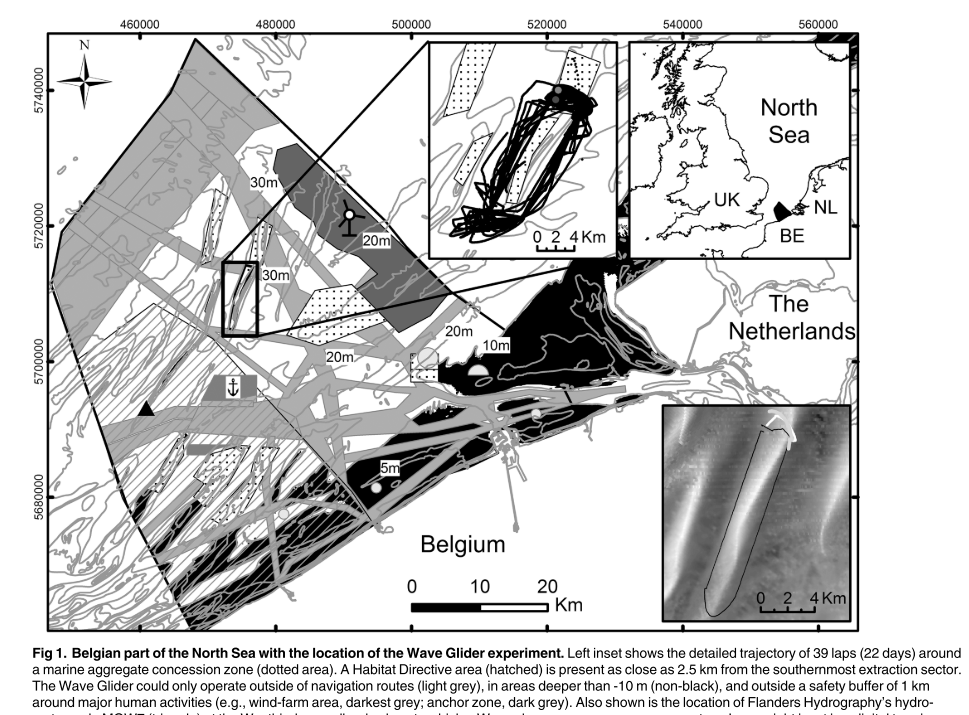 460000 480000 500000 520000 540000 560000
N
5740000
5720000
5700000
5680000
30m
20m
30m
20m
20m
10m
5m
0 2 4 Km
North
Sea
UK
NL
BE
The
Netherlands
Belgium
0 10 20
Km
0 2 4 Km
Fig 1. Belgian part of the North Sea with the location of the Wave Glider experiment. Left inset shows the detailed trajectory of 39 laps (22 days) around
a marine aggregate concession zone (dotted area). A Habitat Directive area (hatched) is present as close as 2.5 km from the southernmost extraction sector.
The Wave Glider could only operate outside of navigation routes (light grey), in areas deeper than -10 m (non-black), and outside a safety buffer of 1 km
around major human activities (e.g., wind-farm area, darkest grey; anchor zone, dark grey). Also shown is the location of Flanders Hydrography's hydro-